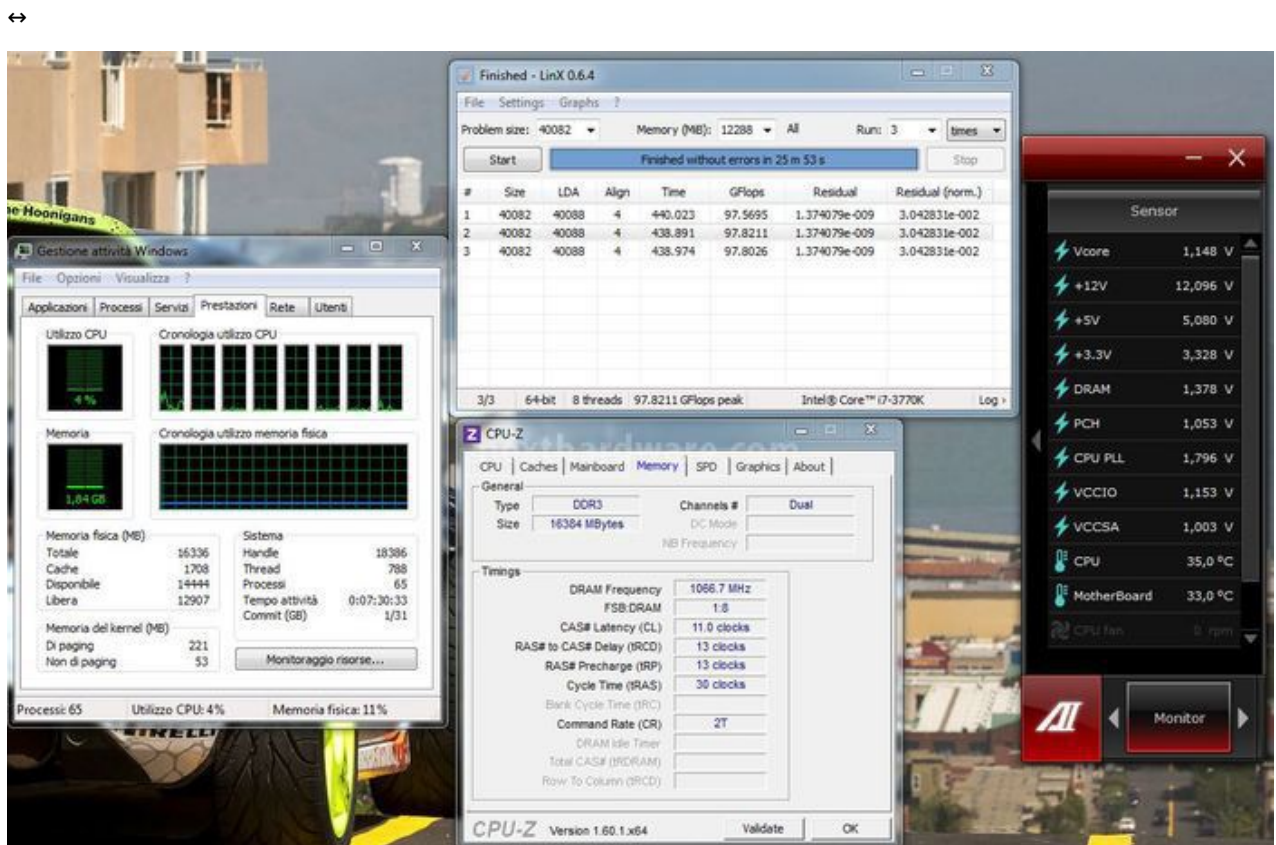 ↔
Finished - LinX 0.6.4
File Settings Graphs ?
Problem size: 40082 Memory (MiB): 12288 All Run: 3 times
Start Finished without errors in 25 m 53 s Stop
# Size LDA Align Time GFlops Residual Residual (norm.)
1 40082 40088 4 440.023 97.5695 1.374079e-009 3.042831e-002
2 40082 40088 4 438.891 97.8211 1.374079e-009 3.042831e-002
3 40082 40088 4 438.974 97.8026 1.374079e-009 3.042831e-002
3/3 64-bit 8 threads 97.8211 GFlops peak Intel® Core™ i7-3770K Log ›
Hoonigans
Gestione attività Windows
File Opzioni Visualizza ?
Applicazioni Processi Servizi Prestazioni Rete Utenti
Utilizzo CPU Cronologia utilizzo CPU
4 %
Memoria Cronologia utilizzo memoria fisica
1,84 GB
Memoria fisica (MB)
Totale 16336
Cache 1708
Disponibile 14444
Libera 12907
Memoria del kernel (MB)
Di paging 221
Non di paging 53
Sistema
Handle 18386
Thread 788
Processi 65
Tempo attività 0:07:30:33
Commit (GB) 1/31
Monitoraggio risorse...
Processi: 65 Utilizzo CPU: 4% Memoria fisica: 11%
CPU-Z
CPU Caches Mainboard Memory SPD Graphics About
General
Type DDR3 Channels # Dual
Size 16384 MBytes DC Mode
NB Frequency
Timings
DRAM Frequency 1066.7 MHz
FSB:DRAM 1:8
CAS# Latency (CL) 11.0 clocks
RAS# to CAS# Delay (tRCD) 13 clocks
RAS# Precharge (tRP) 13 clocks
Cycle Time (tRAS) 30 clocks
Bank Cycle Time (tRC)
Command Rate (CR) 2T
DRAM Idle Timer
Total CAS# (tRDRAM)
Row To Column (tRCD)
CPU-Z Version 1.60.1.x64 Validate OK
Sensor
Vcore 1,148 V
+12V 12,096 V
+5V 5,080 V
+3.3V 3,328 V
DRAM 1,378 V
PCH 1,053 V
CPU PLL 1,796 V
VCCIO 1,153 V
VCCSA 1,003 V
CPU 35,0 °C
MotherBoard 33,0 °C
CPU fan 0 rpm
AI Monitor